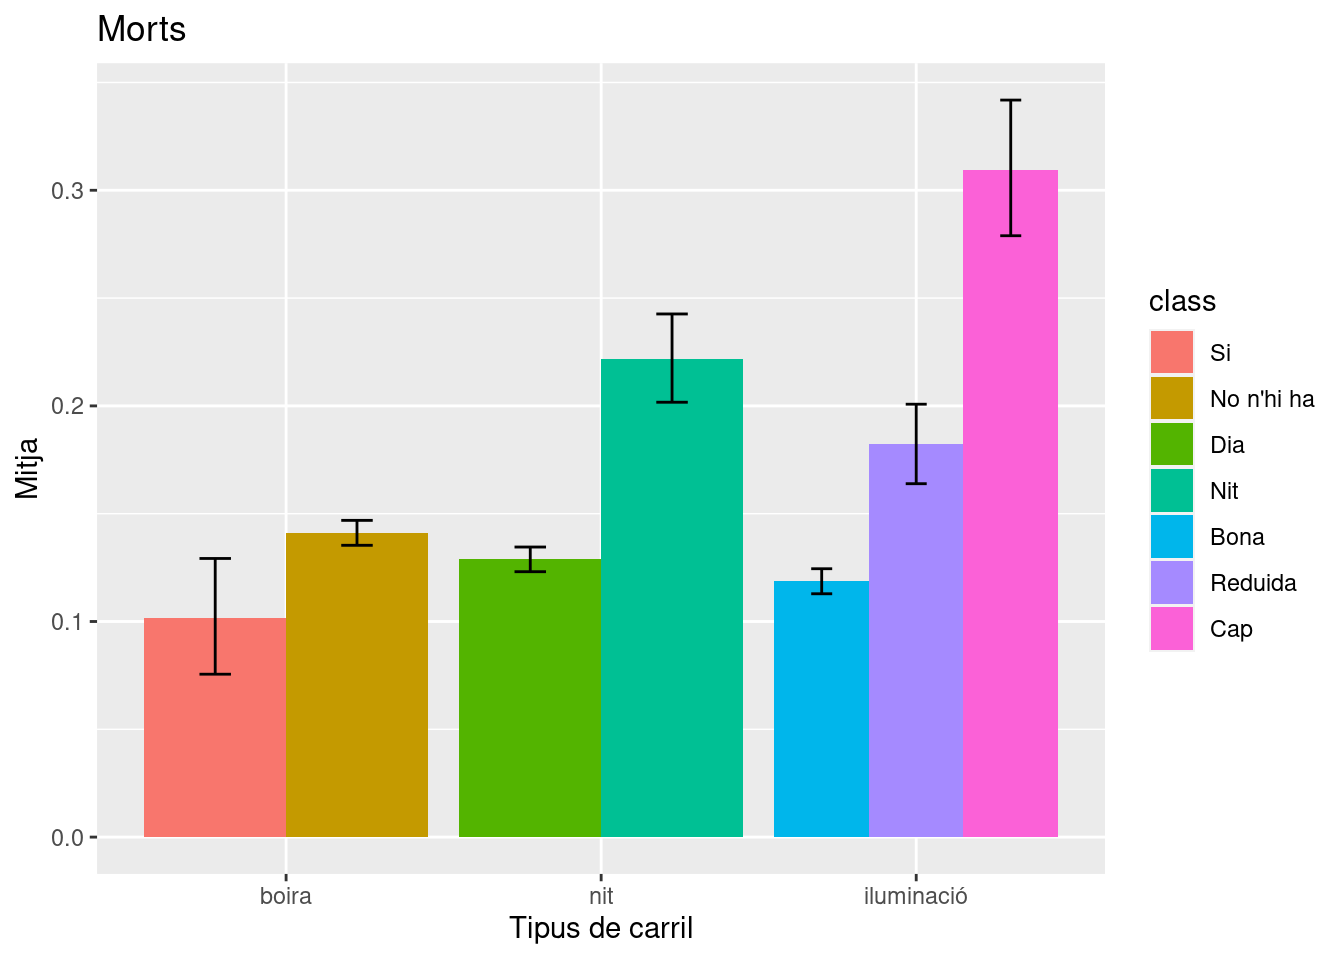 Morts
Mitja
0.3
0.2
0.1
0.0
boira
nit
iluminació
Tipus de carril
class
Si
No n'hi ha
Dia
Nit
Bona
Reduida
Cap